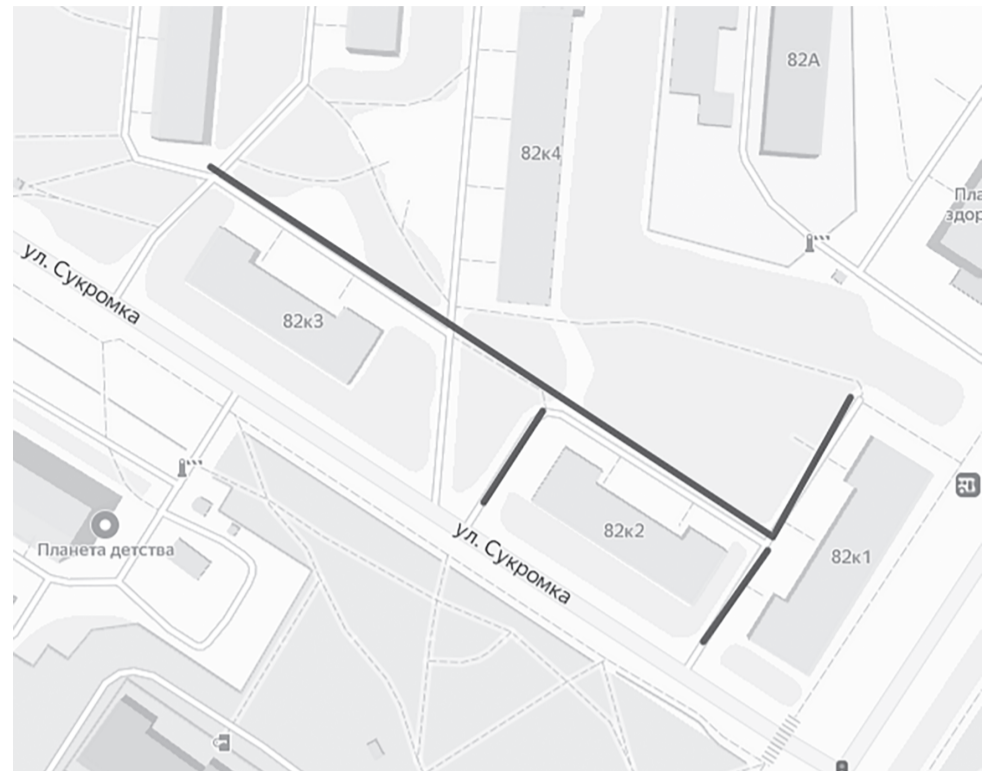 82А
82к4
Пла
здор
ул. Сукромка
82к3
Планета детства
82к2
ул. Сукромка
82к1